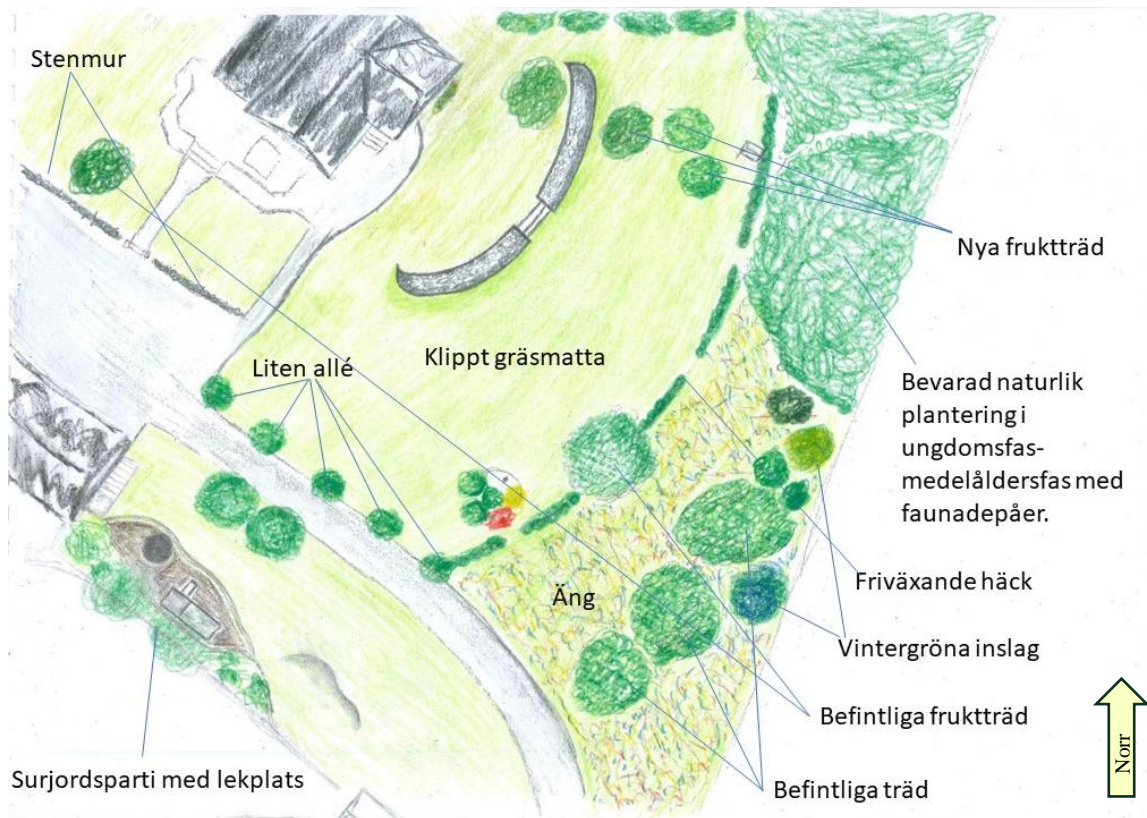 Stenmur
Nya fruktträd
Liten allé
Klippt gräsmatta
Bevarad naturlik
plantering i
ungdomsfas-
medelåldersfas med
faunadepåer.
Friväxande häck
Äng
Vintergröna inslag
Befintliga fruktträd
Norr
Surjordsparti med lekplats
Befintliga träd